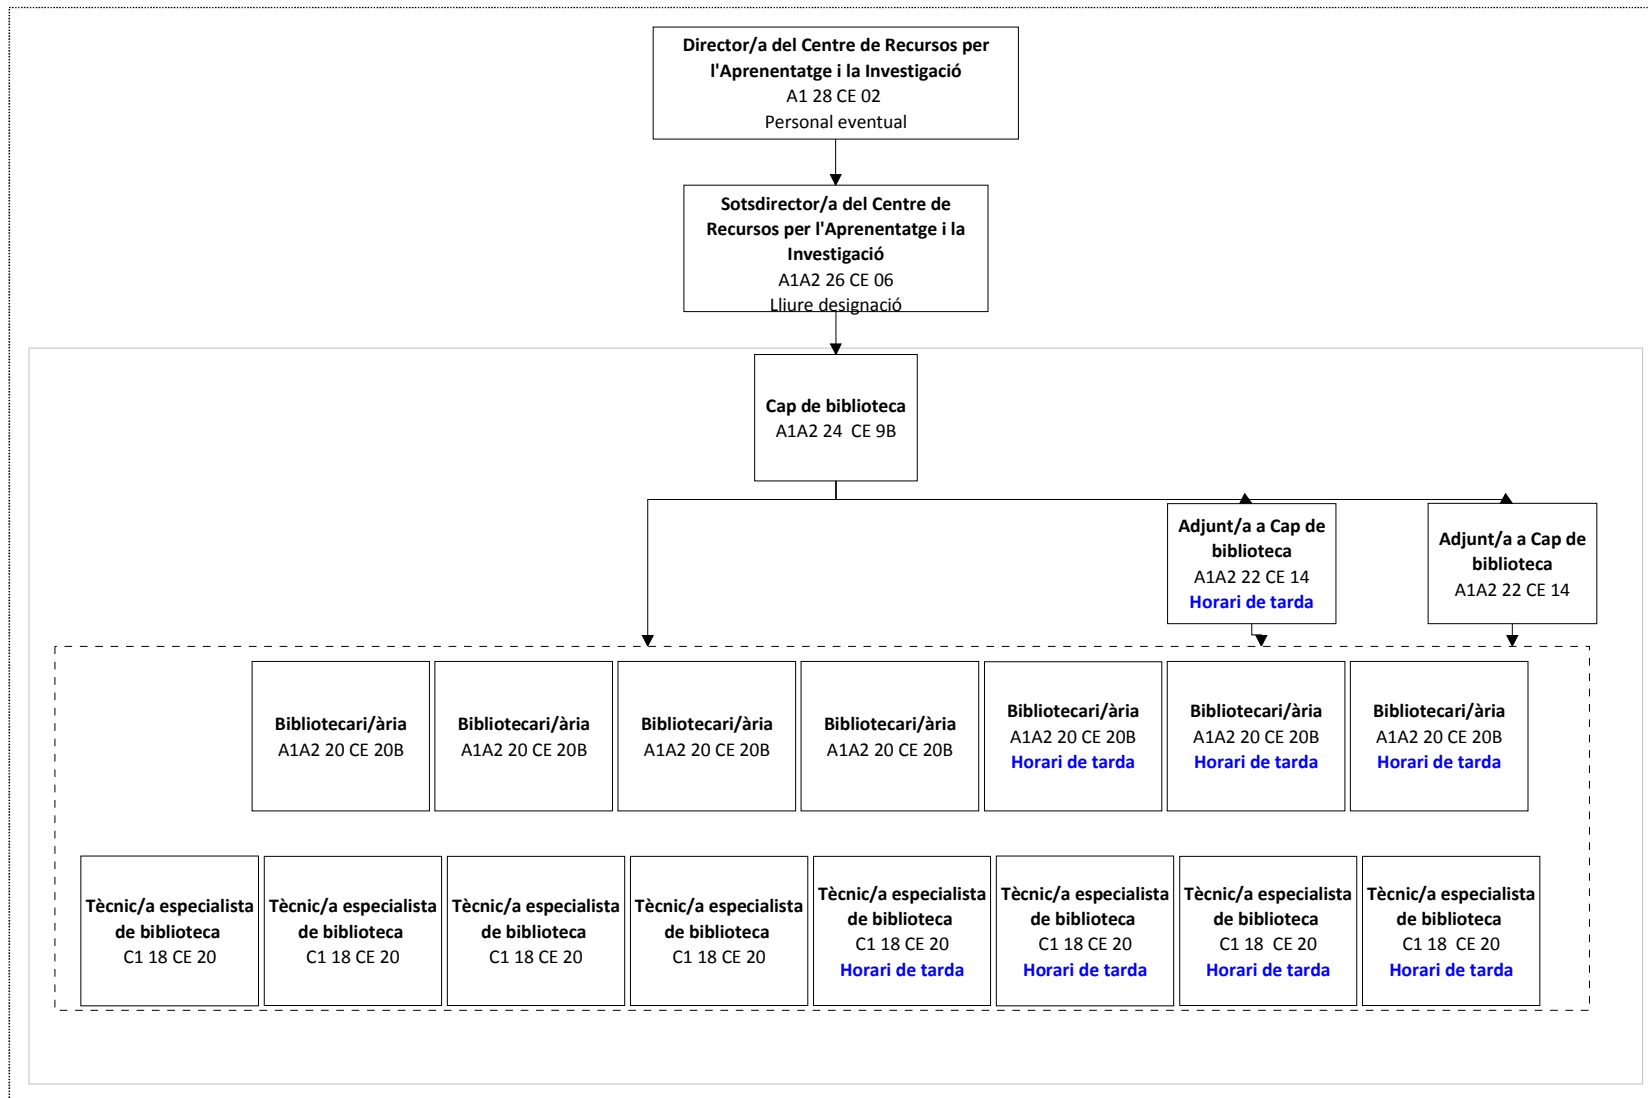 Director/a del Centre de Recursos per
l'Aprenentatge i la Investigació
A1 28 CE 02
Personal eventual
Sotsdirector/a del Centre de
Recursos per l'Aprenentatge i la
Investigació
A1A2 26 CE 06
Lliure designació
Cap de biblioteca
A1A2 24  CE 9B
Adjunt/a a Cap de
biblioteca
A1A2 22 CE 14
Horari de tarda
Adjunt/a a Cap de
biblioteca
A1A2 22 CE 14
Bibliotecari/ària
A1A2 20 CE 20B
Bibliotecari/ària
A1A2 20 CE 20B
Bibliotecari/ària
A1A2 20 CE 20B
Bibliotecari/ària
A1A2 20 CE 20B
Bibliotecari/ària
A1A2 20 CE 20B
Horari de tarda
Bibliotecari/ària
A1A2 20 CE 20B
Horari de tarda
Bibliotecari/ària
A1A2 20 CE 20B
Horari de tarda
Tècnic/a especialista
de biblioteca
C1 18 CE 20
Tècnic/a especialista
de biblioteca
C1 18 CE 20
Tècnic/a especialista
de biblioteca
C1 18 CE 20
Tècnic/a especialista
de biblioteca
C1 18 CE 20
Tècnic/a especialista
de biblioteca
C1 18 CE 20
Horari de tarda
Tècnic/a especialista
de biblioteca
C1 18 CE 20
Horari de tarda
Tècnic/a especialista
de biblioteca
C1 18  CE 20
Horari de tarda
Tècnic/a especialista
de biblioteca
C1 18  CE 20
Horari de tarda